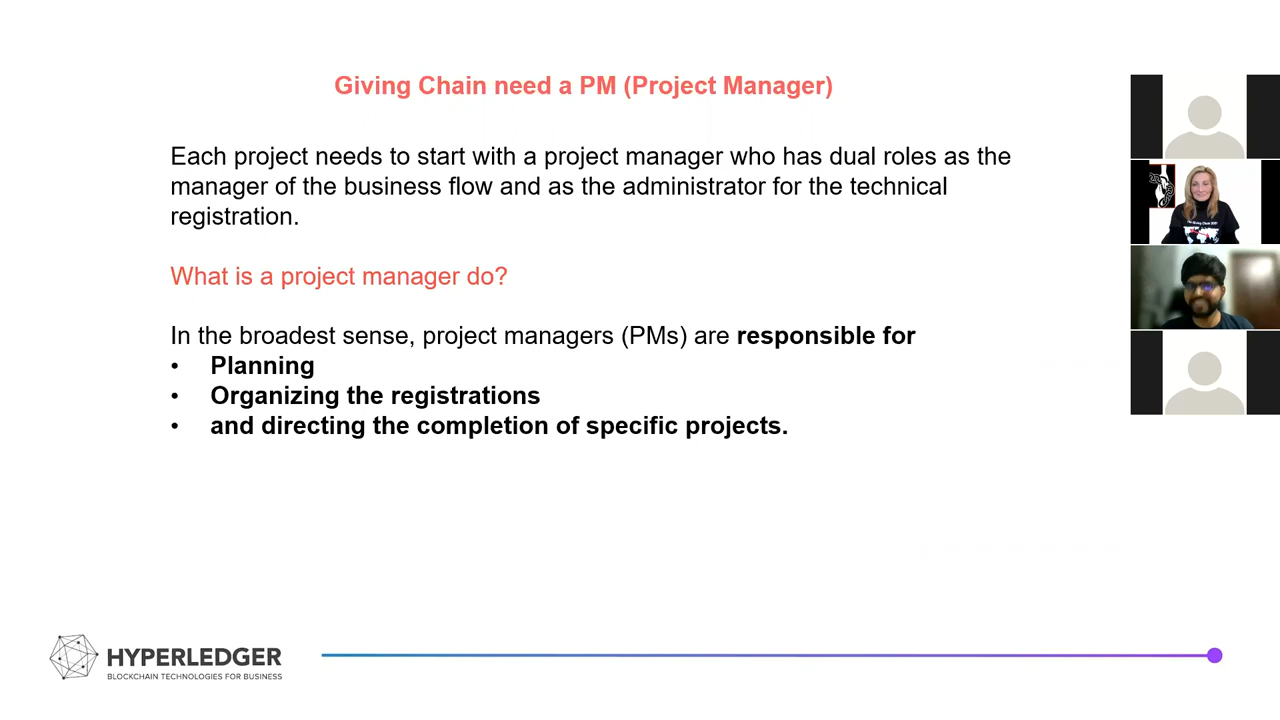 Giving Chain need a PM (Project Manager)
Each project needs to start with a project manager who has dual roles as the
manager of the business flow and as the administrator for the technical
registration.
What is a project manager do?
In the broadest sense, project managers (PMs) are responsible for
• Planning
• Organizing the registrations
• and directing the completion of specific projects.
HYPERLEDGER
BLOCKCHAIN TECHNOLOGIES FOR BUSINESS